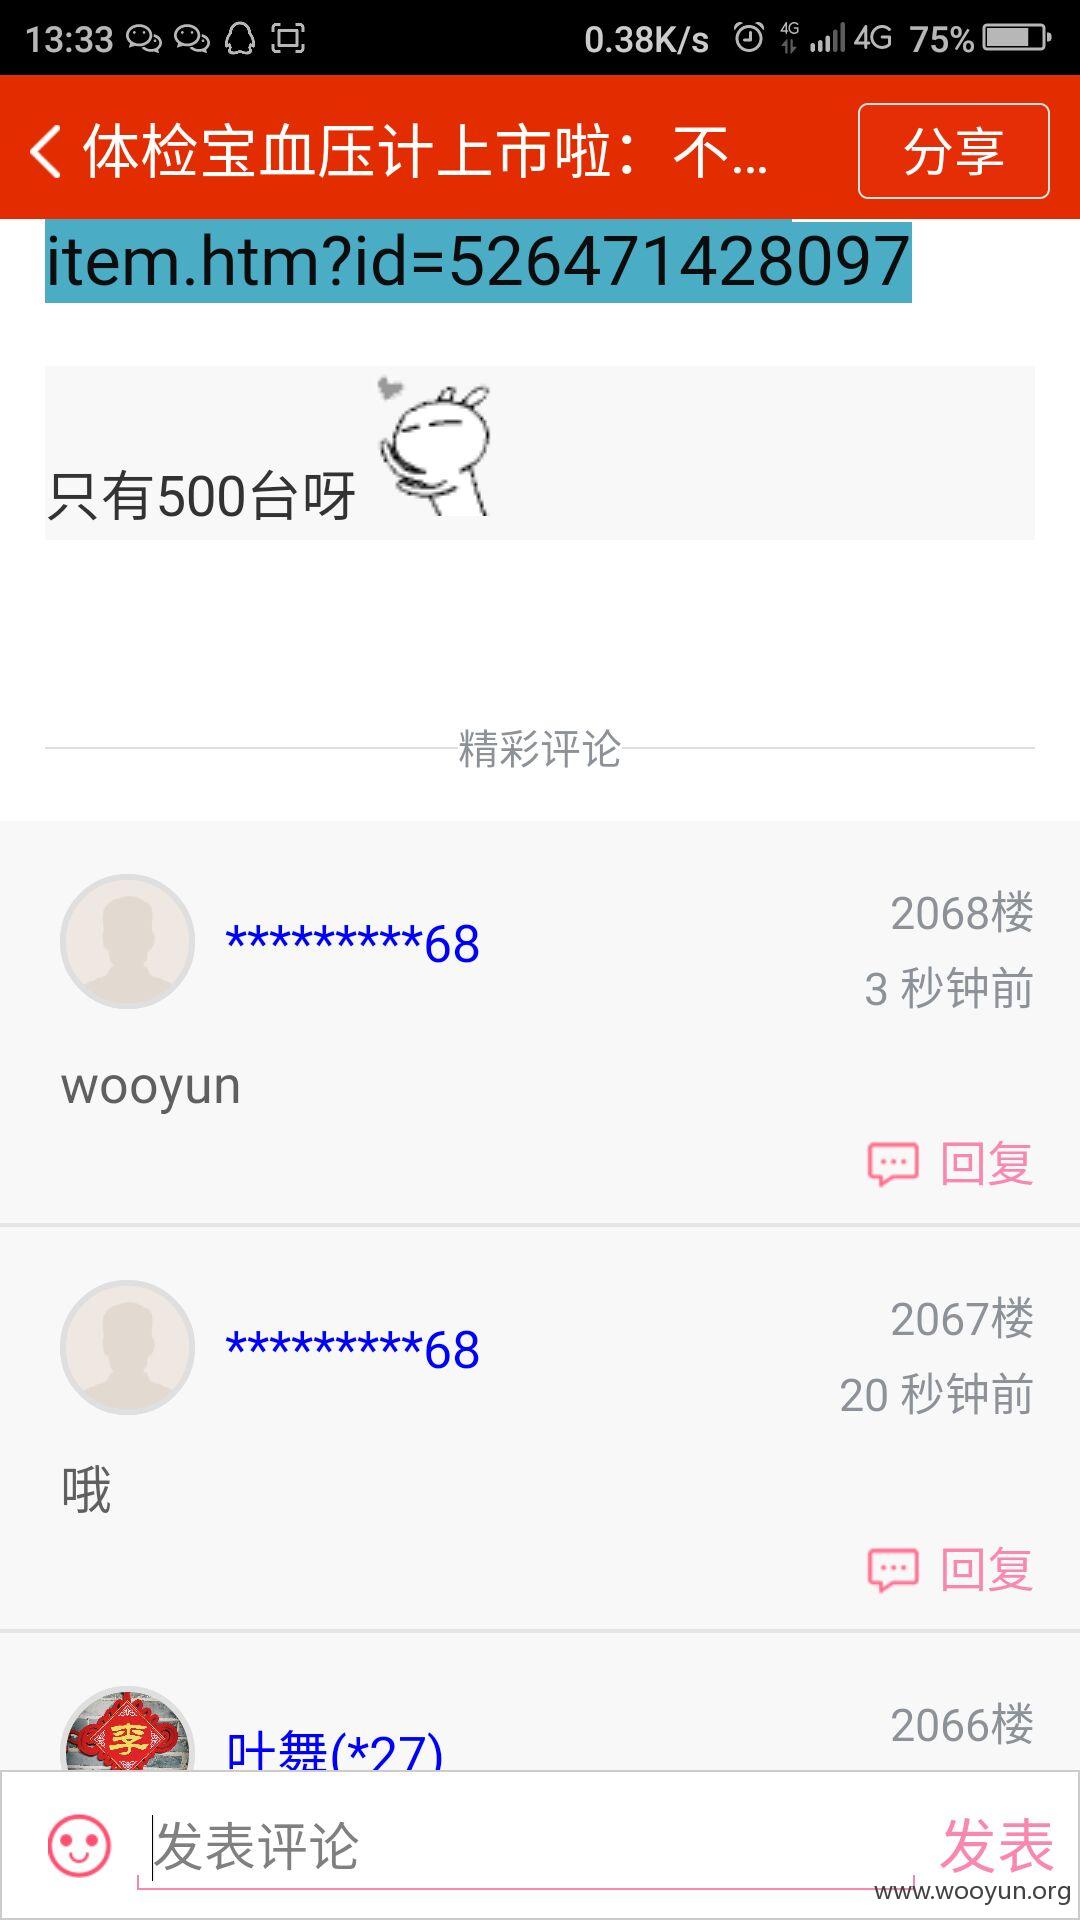 13:33 0.38K/s 4G 4G 75%
体检宝血压计上市啦：不... 分享
item.htm?id=526471428097
只有500台呀
精彩评论
*********68 2068楼
3 秒钟前
wooyun
回复
*********68 2067楼
20 秒钟前
哦
回复
李
叶舞(*27) 2066楼
发表评论 发表
www.wooyun.org